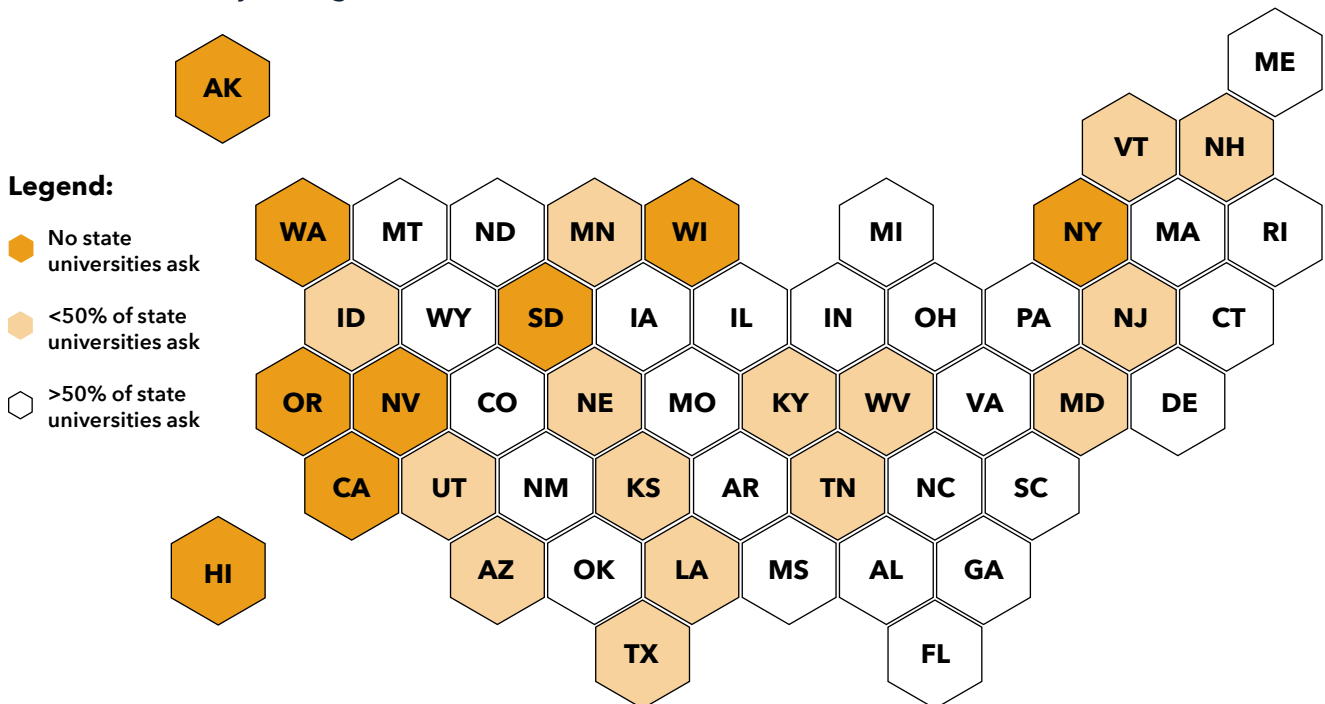 AK
ME
VT NH
Legend:
No state
universities ask
<50% of state
universities ask
>50% of state
universities ask
WA MT ND MN WI MI NY MA RI
ID WY SD IA IL IN OH PA NJ CT
OR NV CO NE MO KY WV VA MD DE
CA UT NM KS AR TN NC SC
HI
AZ OK LA MS AL GA
TX FL